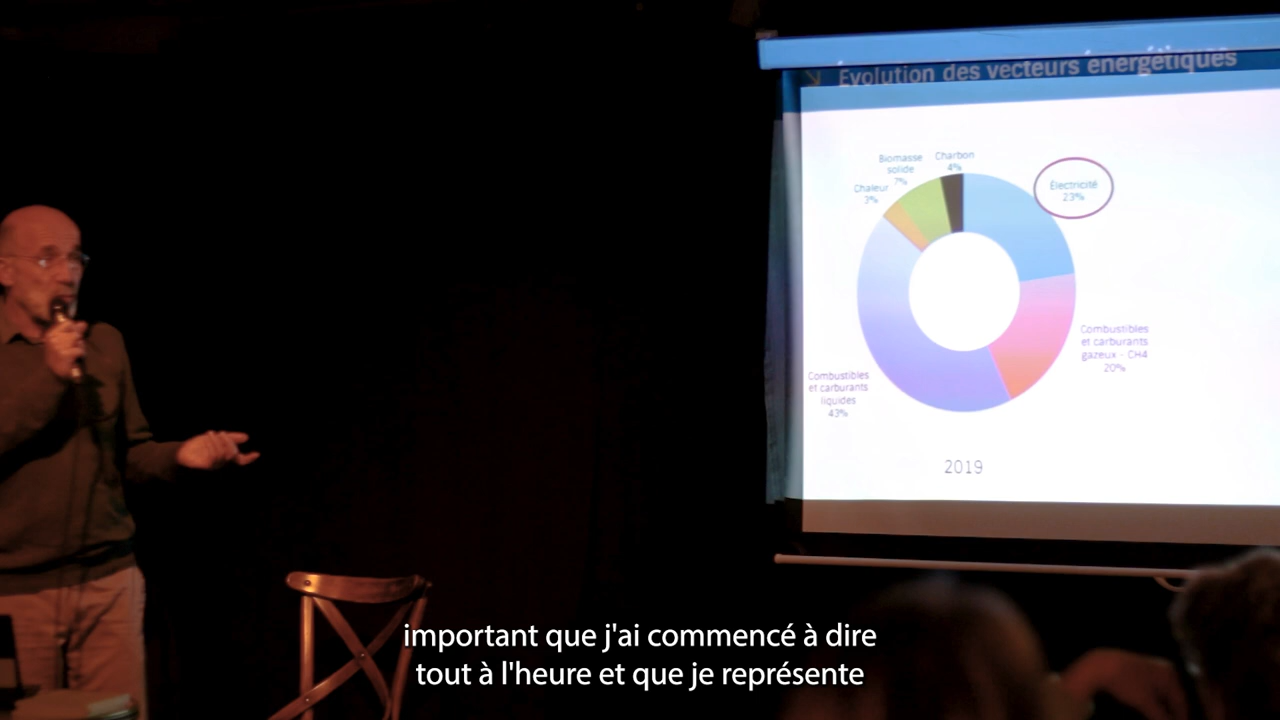 Évolution des vecteurs énergétiques
Biomasse
solide
7%
Charbon
4%
Chaleur
3%
Électricité
23%
Combustibles
et carburants
gazeux - CH4
20%
Combustibles
et carburants
liquides
43%
2019
important que j'ai commencé à dire
tout à l'heure et que je représente